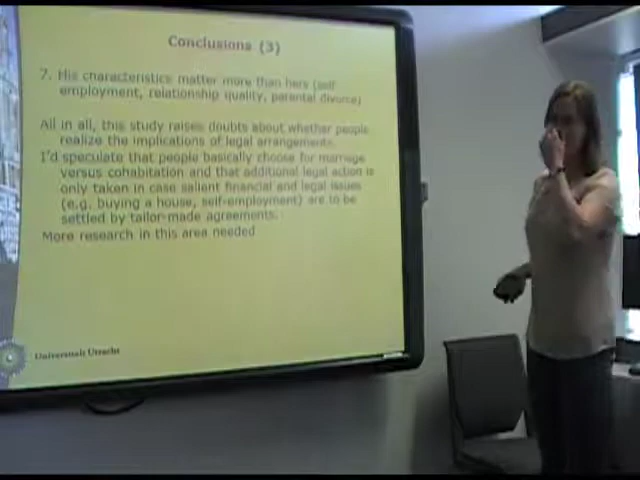 Conclusions (3)
7. His characteristics matter more than hers (self
employment, relationship quality, parental divorce)
All in all, this study raises doubts about whether people
realize the implications of legal arrangements.
I'd speculate that people basically choose for marriage
versus cohabitation and that additional legal action is
only taken in case salient financial and legal issues
(e.g. buying a house, self-employment) are to be
settled by tailor-made agreements.
More research in this area needed
Universiteit Utrecht